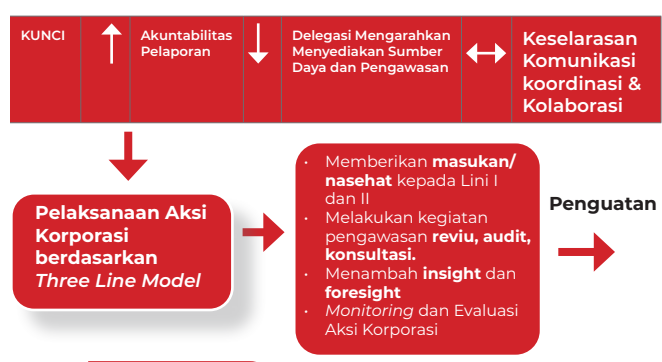 KUNCI
Akuntabilitas
Pelaporan
Delegasi Mengarahkan
Menyediakan Sumber
Daya dan Pengawasan
Keselarasan
Komunikasi
koordinasi &
Kolaborasi
Pelaksanaan Aksi
Korporasi
berdasarkan
Three Line Model
• Memberikan masukan/
nasehat kepada Lini I
dan II
• Melakukan kegiatan
pengawasan reviu, audit,
konsultasi.
• Menambah insight dan
foresight
• Monitoring dan Evaluasi
Aksi Korporasi
Penguatan